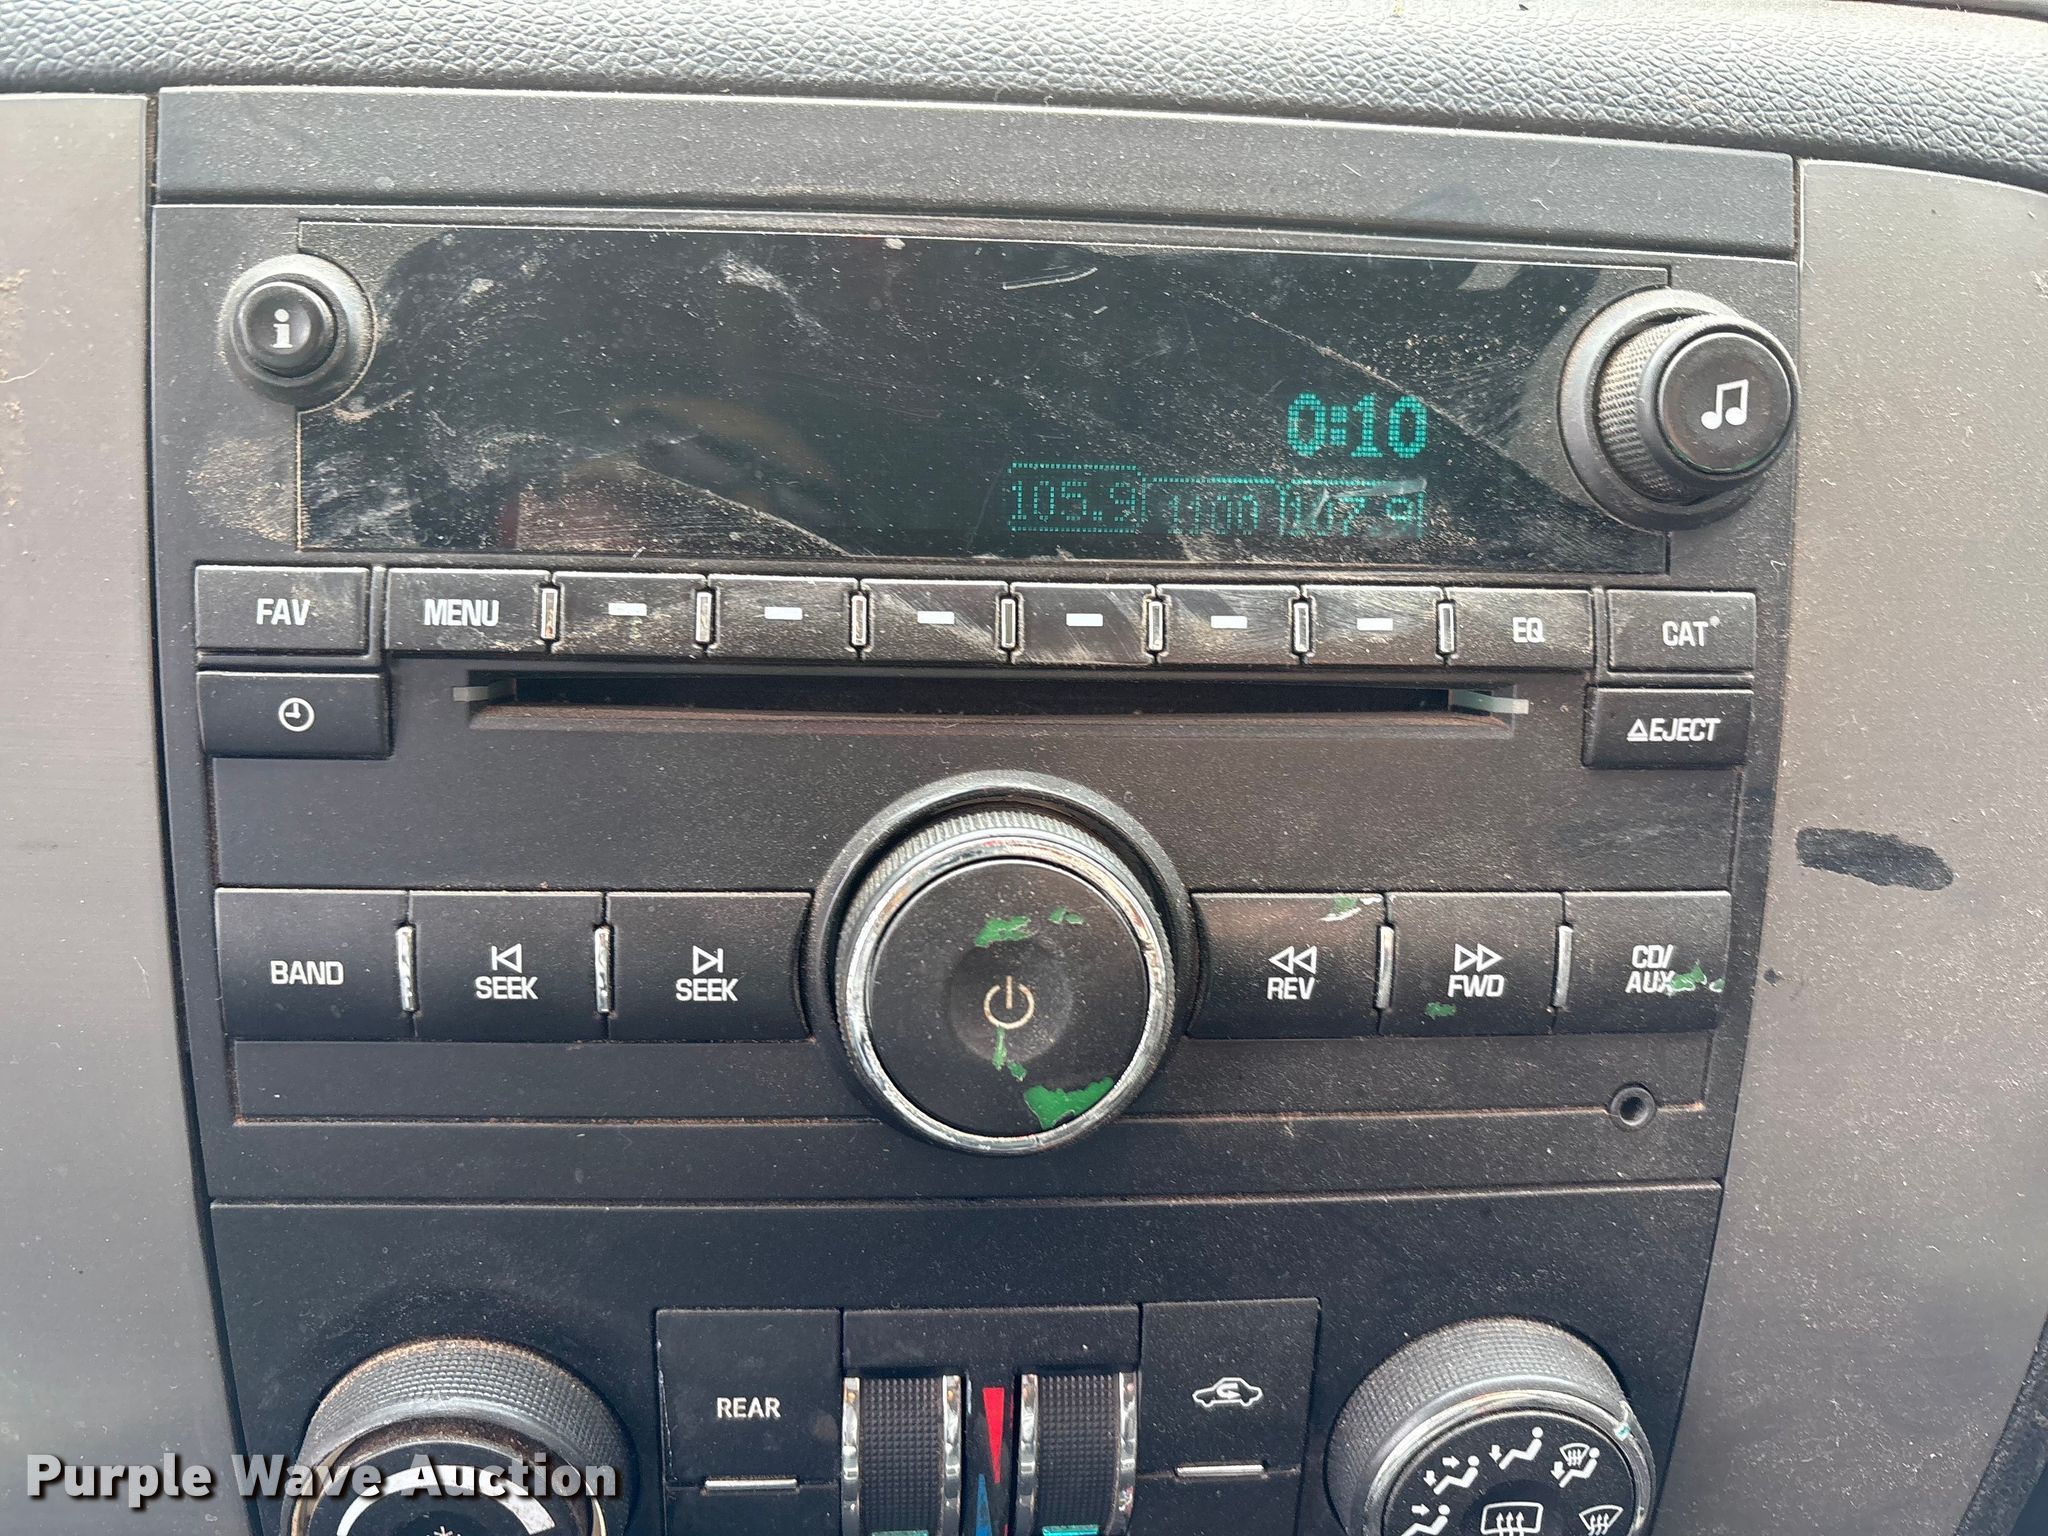 i
0:10
105.9 1100 107.9
FAV MENU EQ CAT
EJECT
BAND SEEK SEEK REV FWD CD/
AUX
REAR
Purple Wave Auction